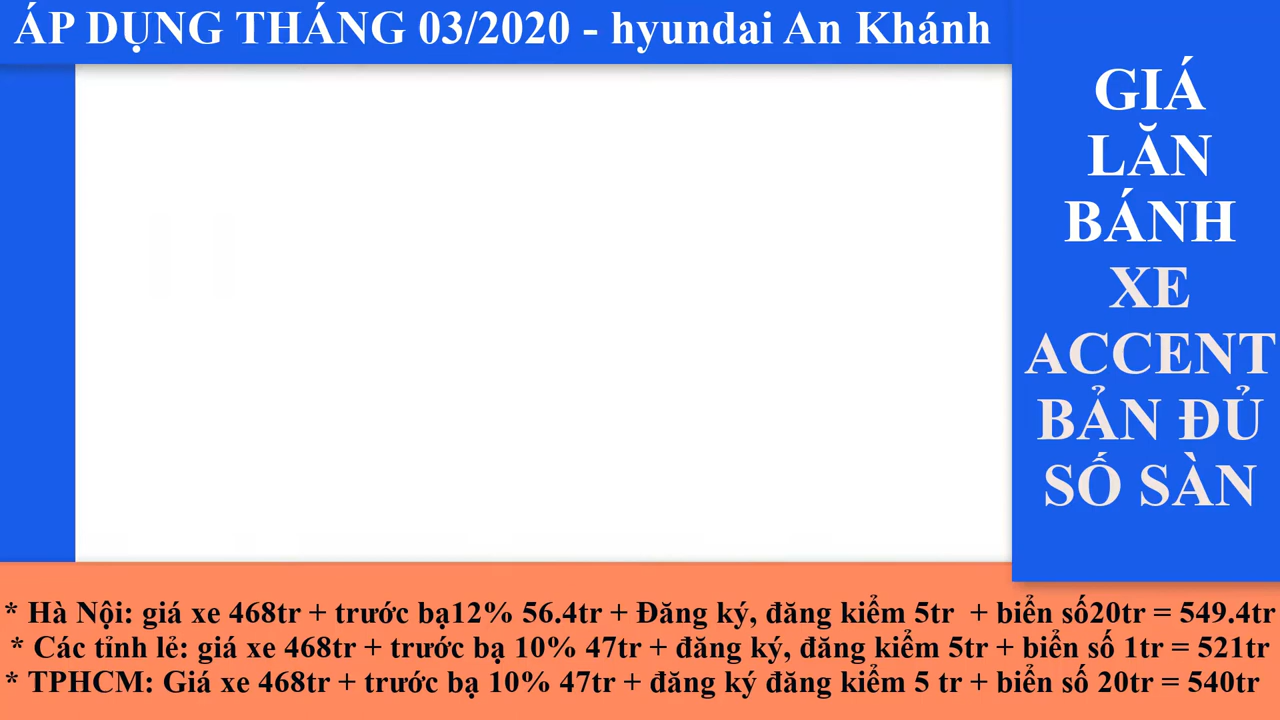 ÁP DỤNG THÁNG 03/2020 - hyundai An Khánh
GIÁ
LĂN
BÁNH
XE
ACCENT
BẢN ĐỦ
SỐ SÀN
* Hà Nội: giá xe 468tr + trước bạ12% 56.4tr + Đăng ký, đăng kiểm 5tr + biển số20tr = 549.4tr
* Các tỉnh lẻ: giá xe 468tr + trước bạ 10% 47tr + đăng ký, đăng kiểm 5tr + biển số 1tr = 521tr
* TPHCM: Giá xe 468tr + trước bạ 10% 47tr + đăng ký đăng kiểm 5 tr + biển số 20tr = 540tr